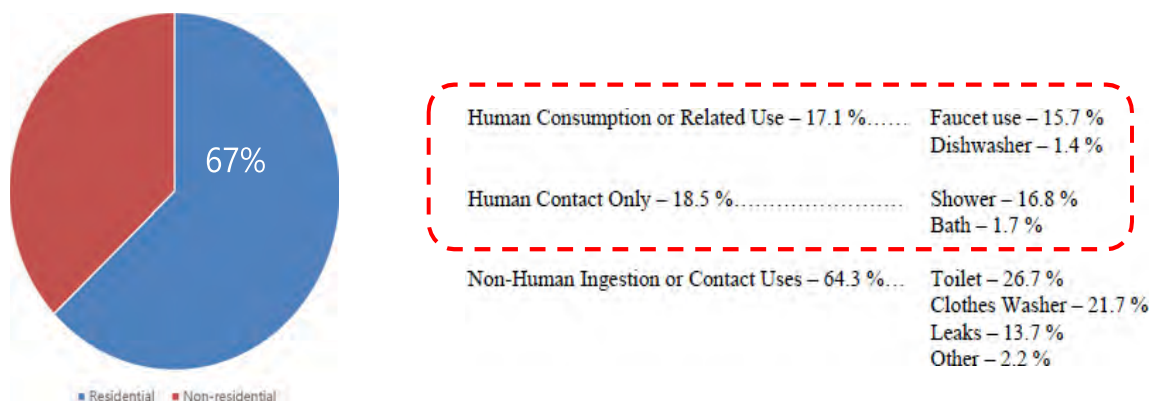 67%
Residential Non-residential
Human Consumption or Related Use – 17.1 %...... Faucet use – 15.7 %
Dishwasher – 1.4 %
Human Contact Only – 18.5 %........................ Shower – 16.8 %
Bath – 1.7 %
Non-Human Ingestion or Contact Uses – 64.3 %... Toilet – 26.7 %
Clothes Washer – 21.7 %
Leaks – 13.7 %
Other – 2.2 %